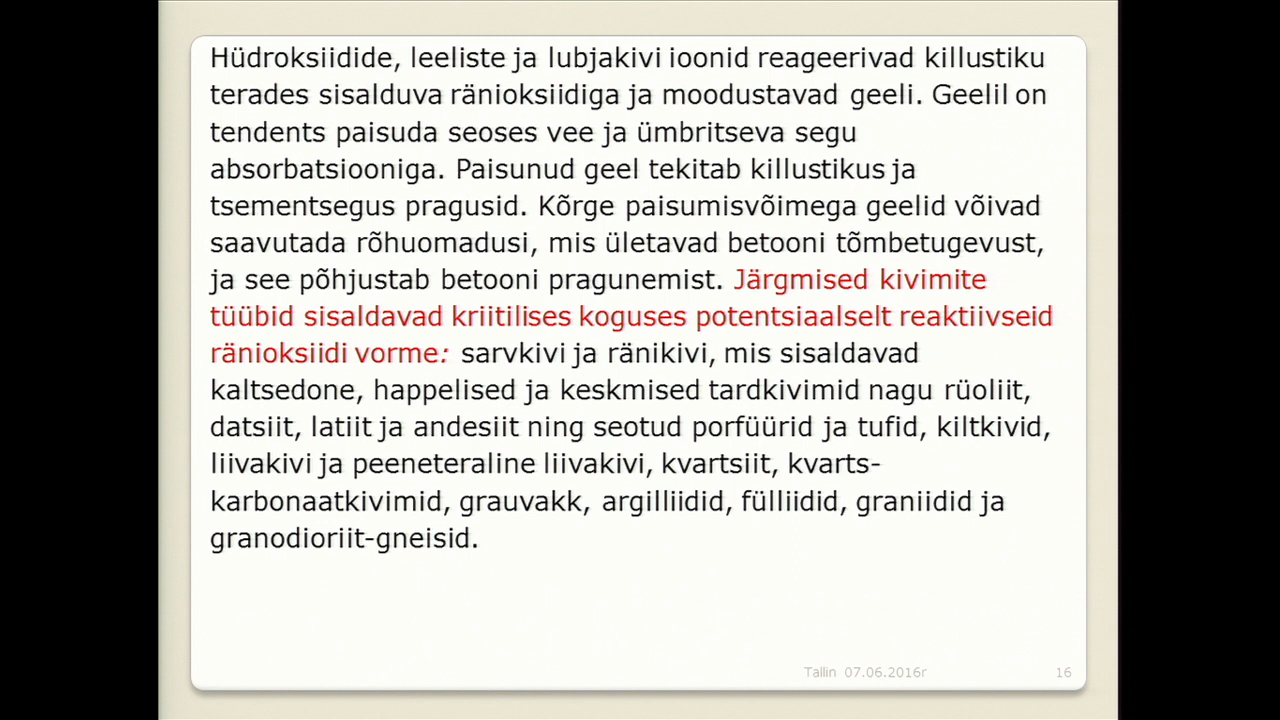 Hüdroksiidide, leeliste ja lubjakivi ioonid reageerivad killustiku
terades sisalduva ränioksiidiga ja moodustavad geeli. Geelil on
tendents paisuda seoses vee ja ümbritseva segu
absorbatsiooniga. Paisunud geel tekitab killustikus ja
tsementsegus pragusid. Kõrge paisumisvõimega geelid võivad
saavutada rõhuomadusi, mis ületavad betooni tõmbetugevust,
ja see põhjustab betooni pragunemist. Järgmised kivimite
tüübid sisaldavad kriitilises koguses potentsiaalselt reaktiivseid
ränioksiidi vorme: sarvkivi ja ränikivi, mis sisaldavad
kaltsedone, happelised ja keskmised tardkivimid nagu rüoliit,
datsiit, latiit ja andesiit ning seotud porfüürid ja tufid, kiltkivid,
liivakivi ja peeneteraline liivakivi, kvartsiit, kvarts-
karbonaatkivimid, grauvakk, argilliidid, fülliidid, graniidid ja
granodioriit-gneisid.
Tallin 07.06.2016r
16